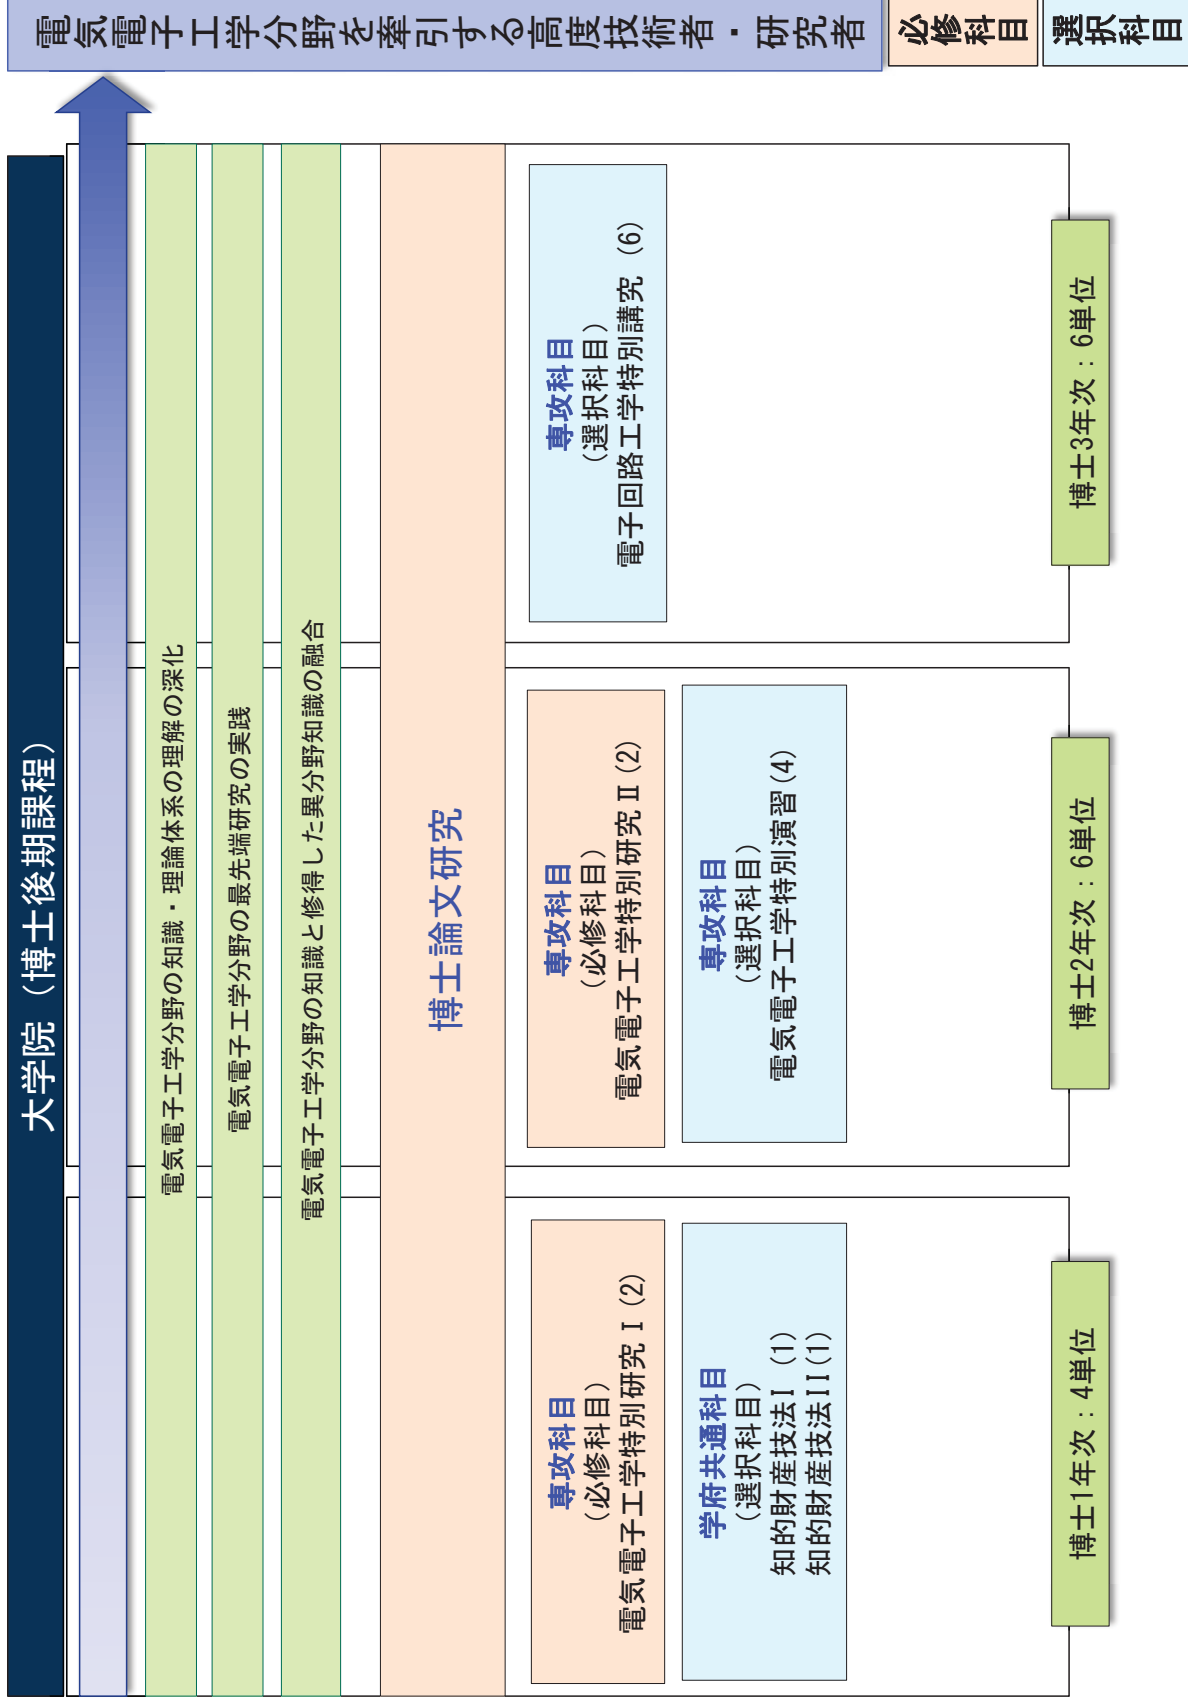 大学院（博士後期課程）
電気電子工学分野の知識・理論体系の理解の深化
電気電子工学分野の最先端研究の実践
電気電子工学分野の知識と修得した異分野知識の融合
博士論文研究
専攻科目
(必修科目)
電気電子工学特別研究Ⅰ(2)
学府共通科目
(選択科目)
知的財産技法I (1)
知的財産技法II(1)
博士1年次：4単位
専攻科目
(必修科目)
電気電子工学特別研究Ⅱ(2)
専攻科目
(選択科目)
電気電子工学特別演習(4)
博士2年次：6単位
専攻科目
(選択科目)
電子回路工学特別講究 (6)
博士3年次：6単位
電気電子工学分野を牽引する高度技術者・研究者
必修
科目
選択
科目